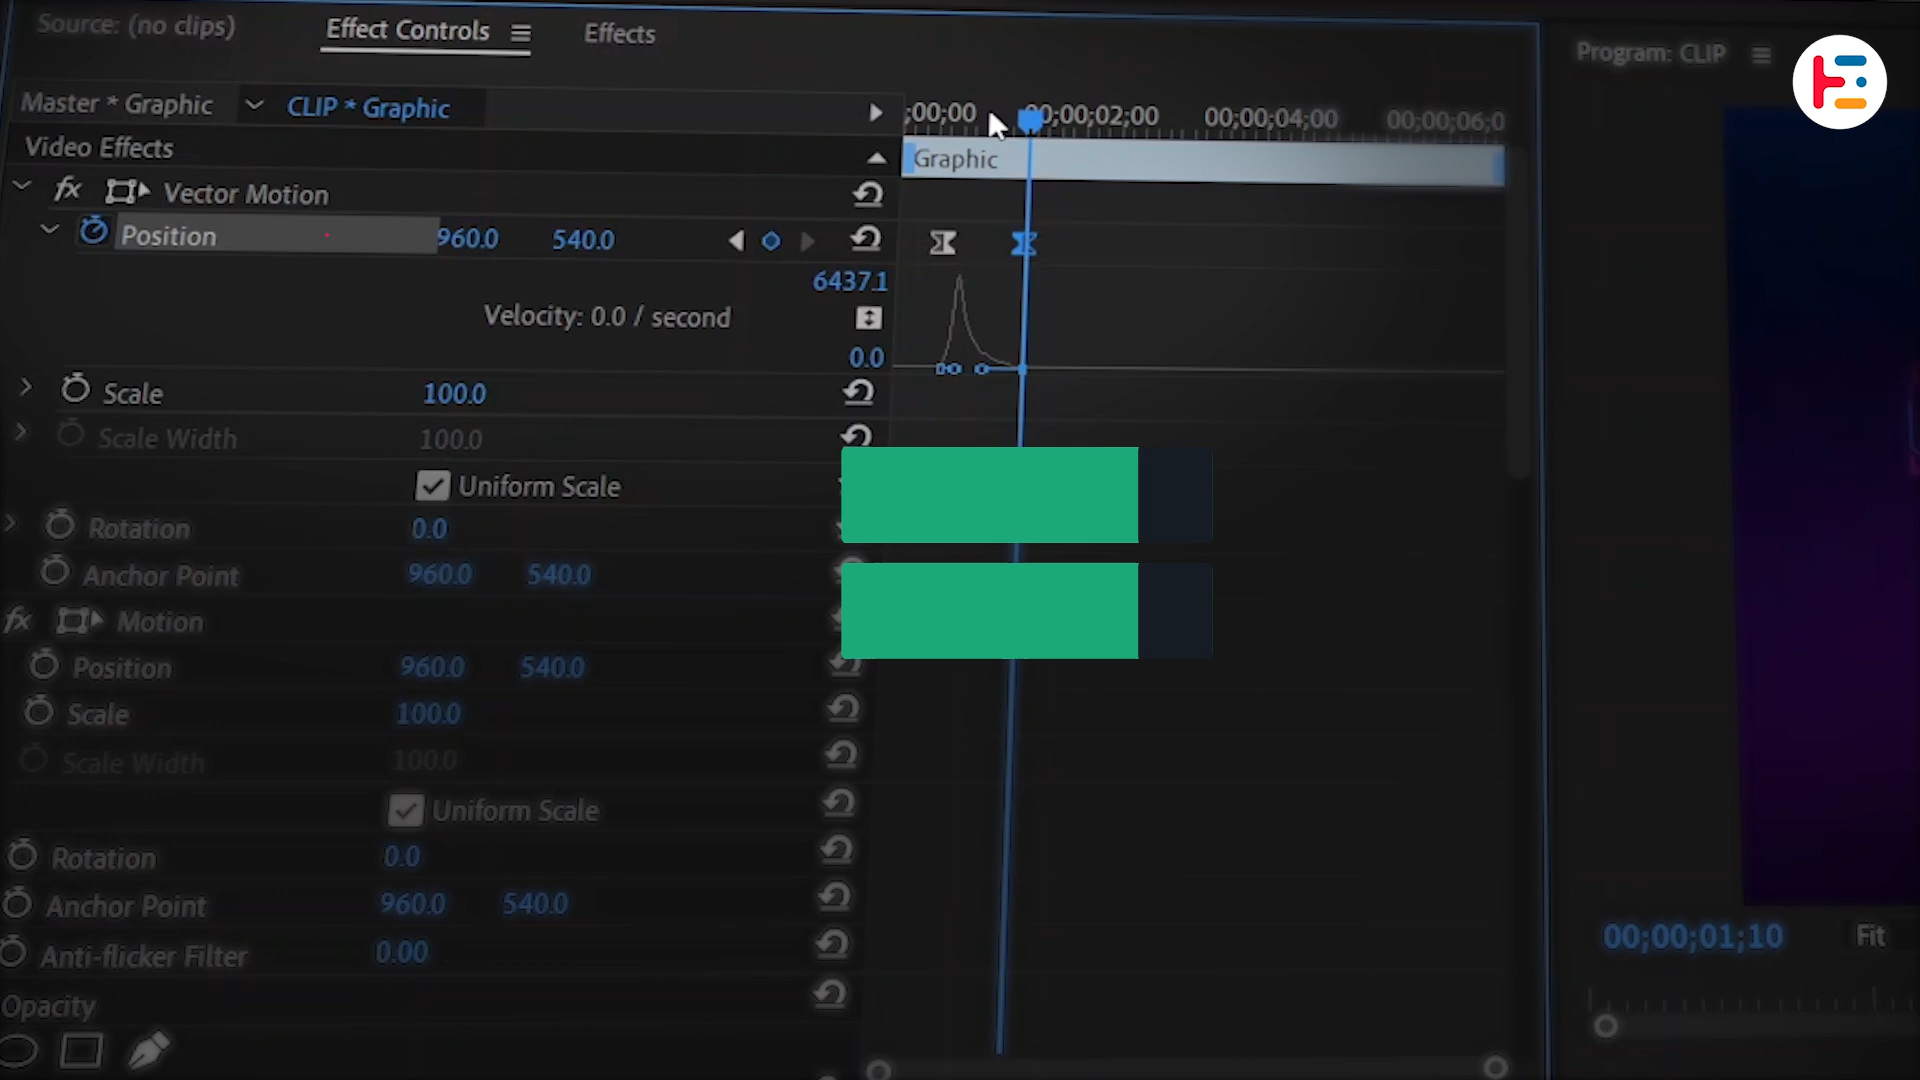 Source: (no clips)
Effect Controls
Effects
Program: CLIP
Master * Graphic
CLIP * Graphic
;00;00
00;00;02;00
00;00;04;00
00;00;06;0
Video Effects
Graphic
fx Vector Motion
Position 960.0 540.0
6437.1
Velocity: 0.0 / second
0.0
Scale 100.0
Scale Width 100.0
Uniform Scale
Rotation 0.0
Anchor Point 960.0 540.0
fx Motion
Position 960.0 540.0
Scale 100.0
Scale Width 100.0
Uniform Scale
Rotation 0.0
Anchor Point 960.0 540.0
Anti-flicker Filter 0.00
00;00;01;10
Fit
Opacity